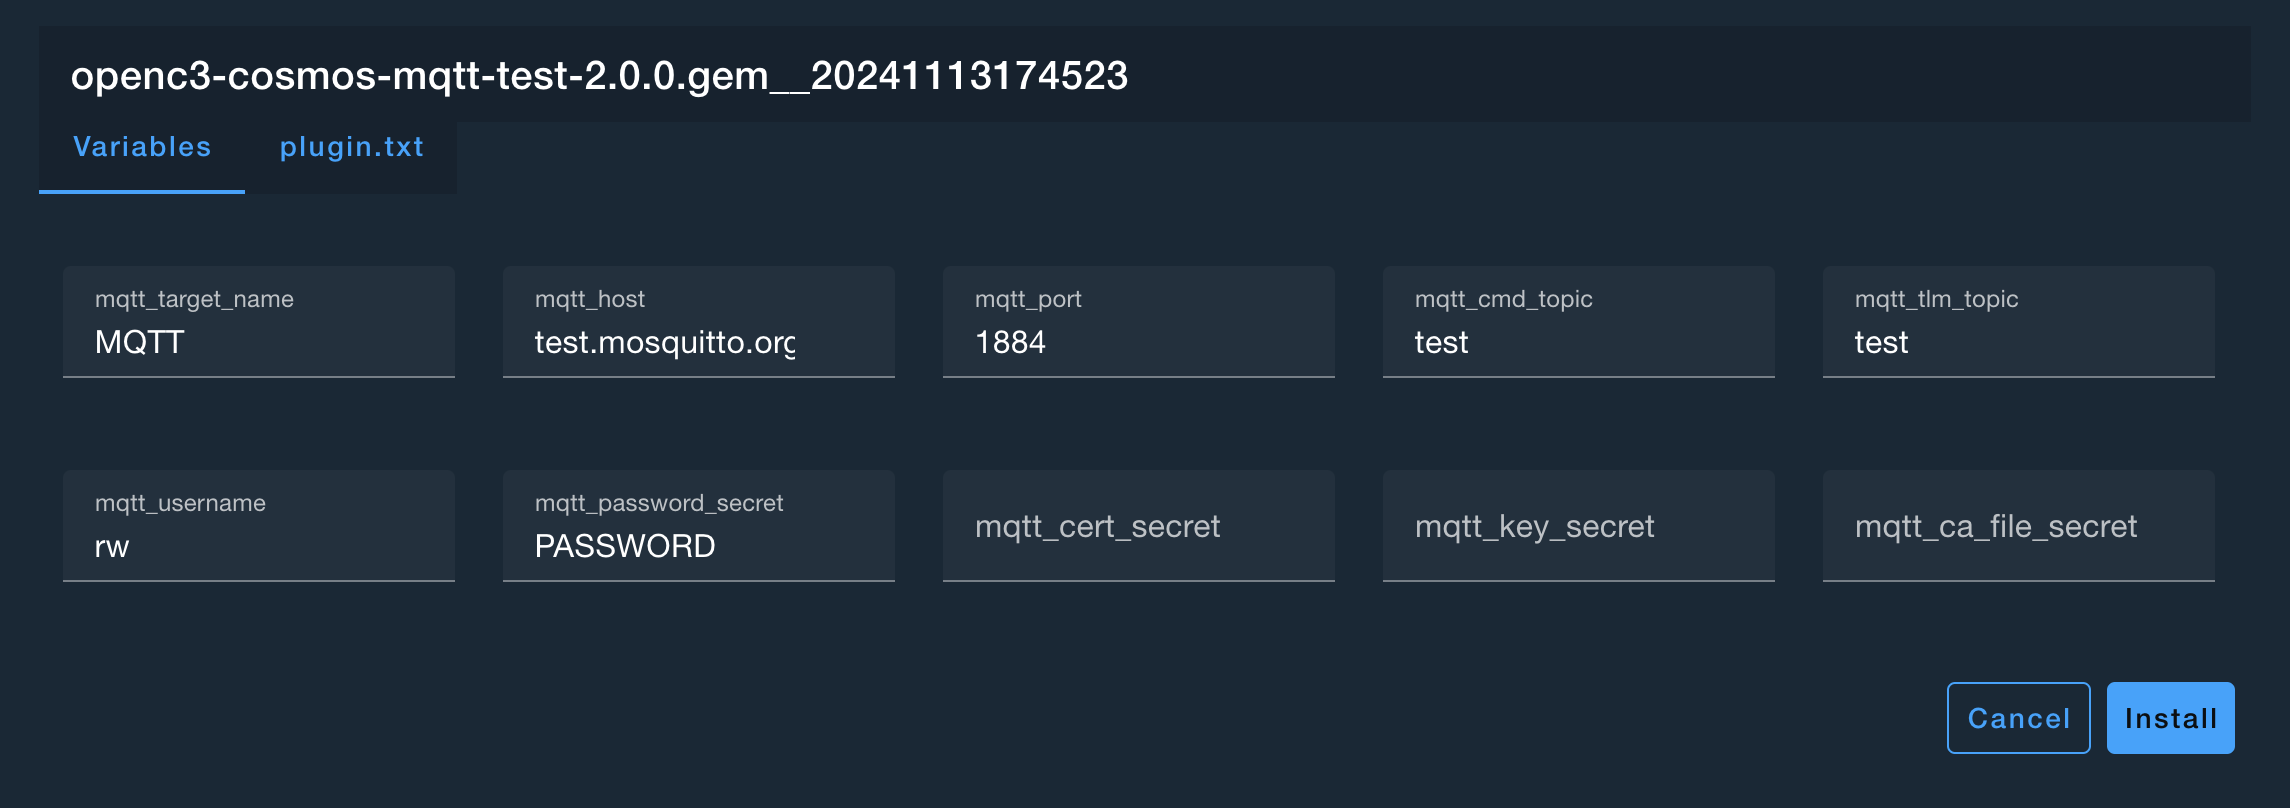 openc3-cosmos-mqtt-test-2.0.0.gem__20241113174523
Variables plugin.txt
mqtt_target_name mqtt_host mqtt_port mqtt_cmd_topic mqtt_tlm_topic
MQTT test.mosquitto.org 1884 test test
mqtt_username mqtt_password_secret
rw PASSWORD mqtt_cert_secret mqtt_key_secret mqtt_ca_file_secret
Cancel Install